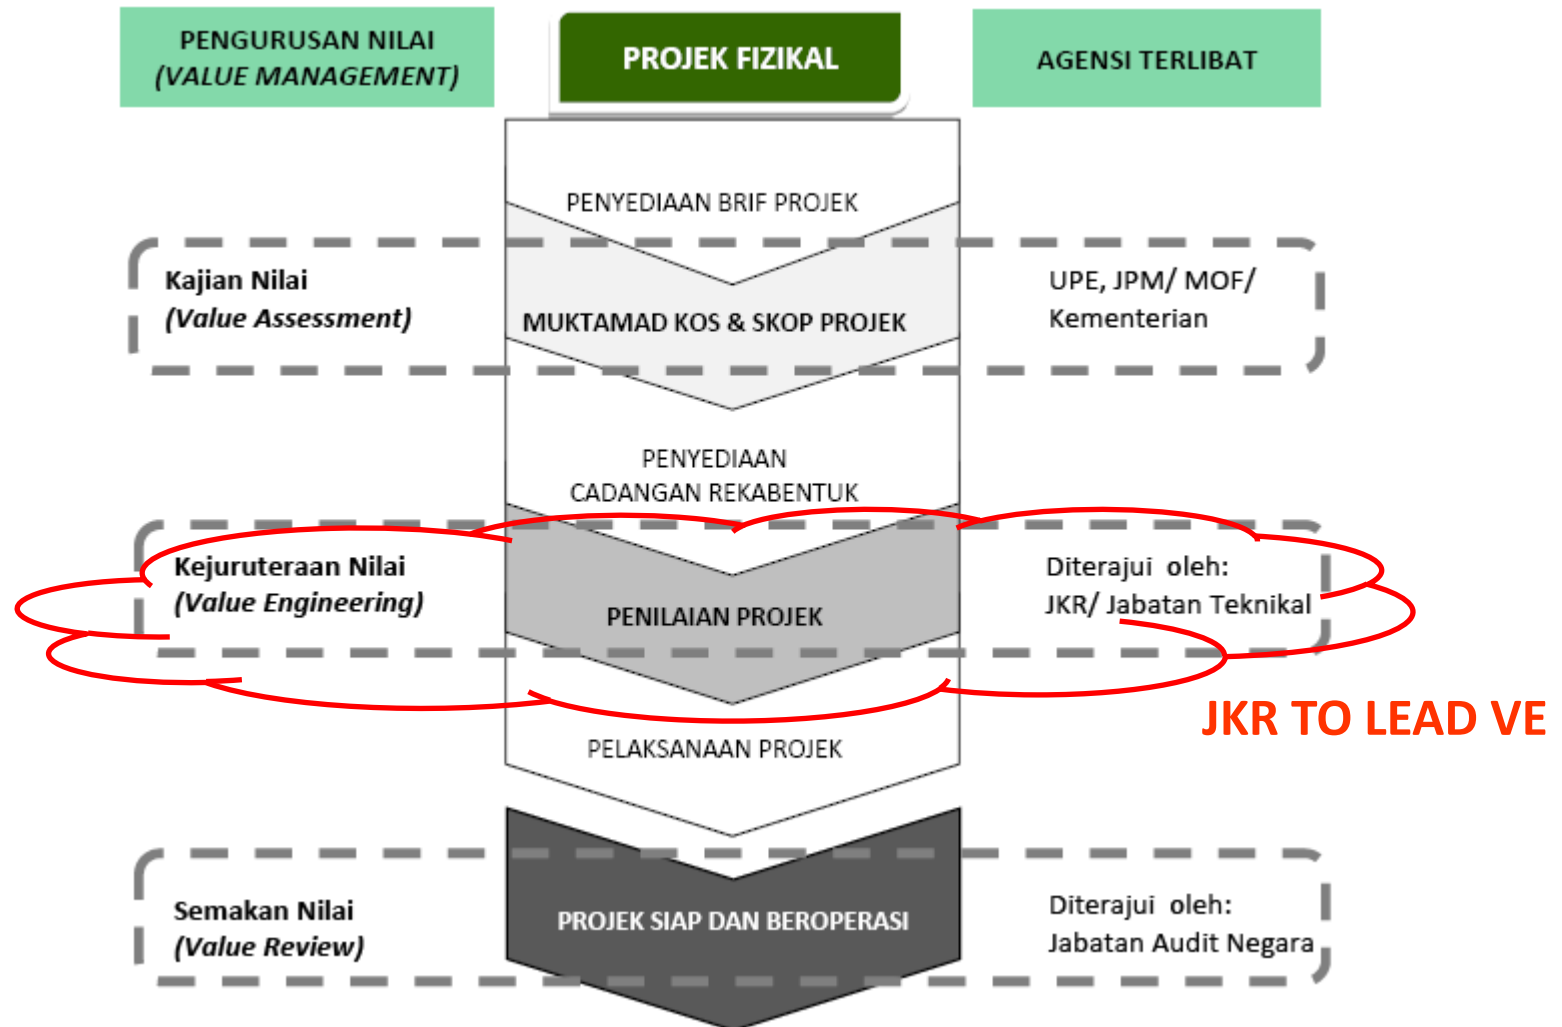 PENGURUSAN NILAI
(VALUE MANAGEMENT)
PROJEK FIZIKAL
AGENSI TERLIBAT
PENYEDIAAN BRIF PROJEK
Kajian Nilai
(Value Assessment)
MUKTAMAD KOS & SKOP PROJEK
UPE, JPM/ MOF/
Kementerian
PENYEDIAAN
CADANGAN REKABENTUK
Kejuruteraan Nilai
(Value Engineering)
PENILAIAN PROJEK
Diterajui oleh:
JKR/ Jabatan Teknikal
JKR TO LEAD VE
PELAKSANAAN PROJEK
Semakan Nilai
(Value Review)
PROJEK SIAP DAN BEROPERASI
Diterajui oleh:
Jabatan Audit Negara